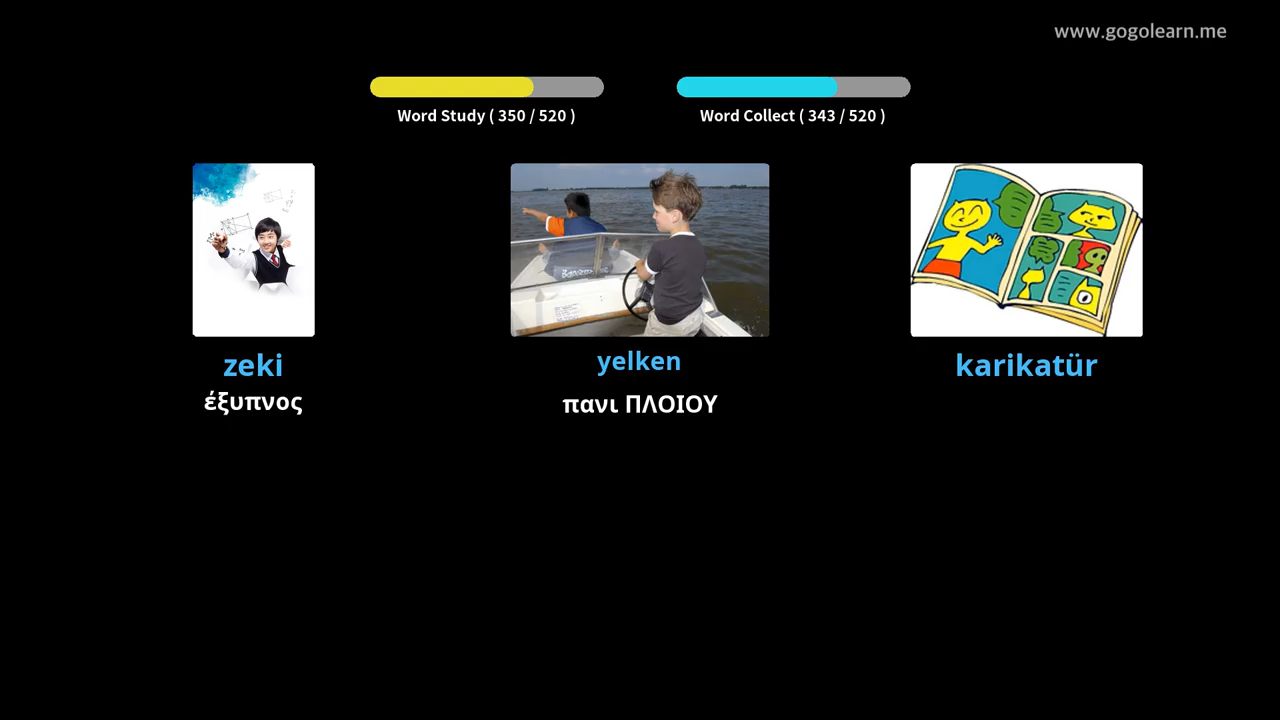 www.gogolearn.me
Word Study ( 350 / 520 )
Word Collect ( 343 / 520 )
zeki
έξυπνος
yelken
πανι ΠΛΟΙΟΥ
karikatür